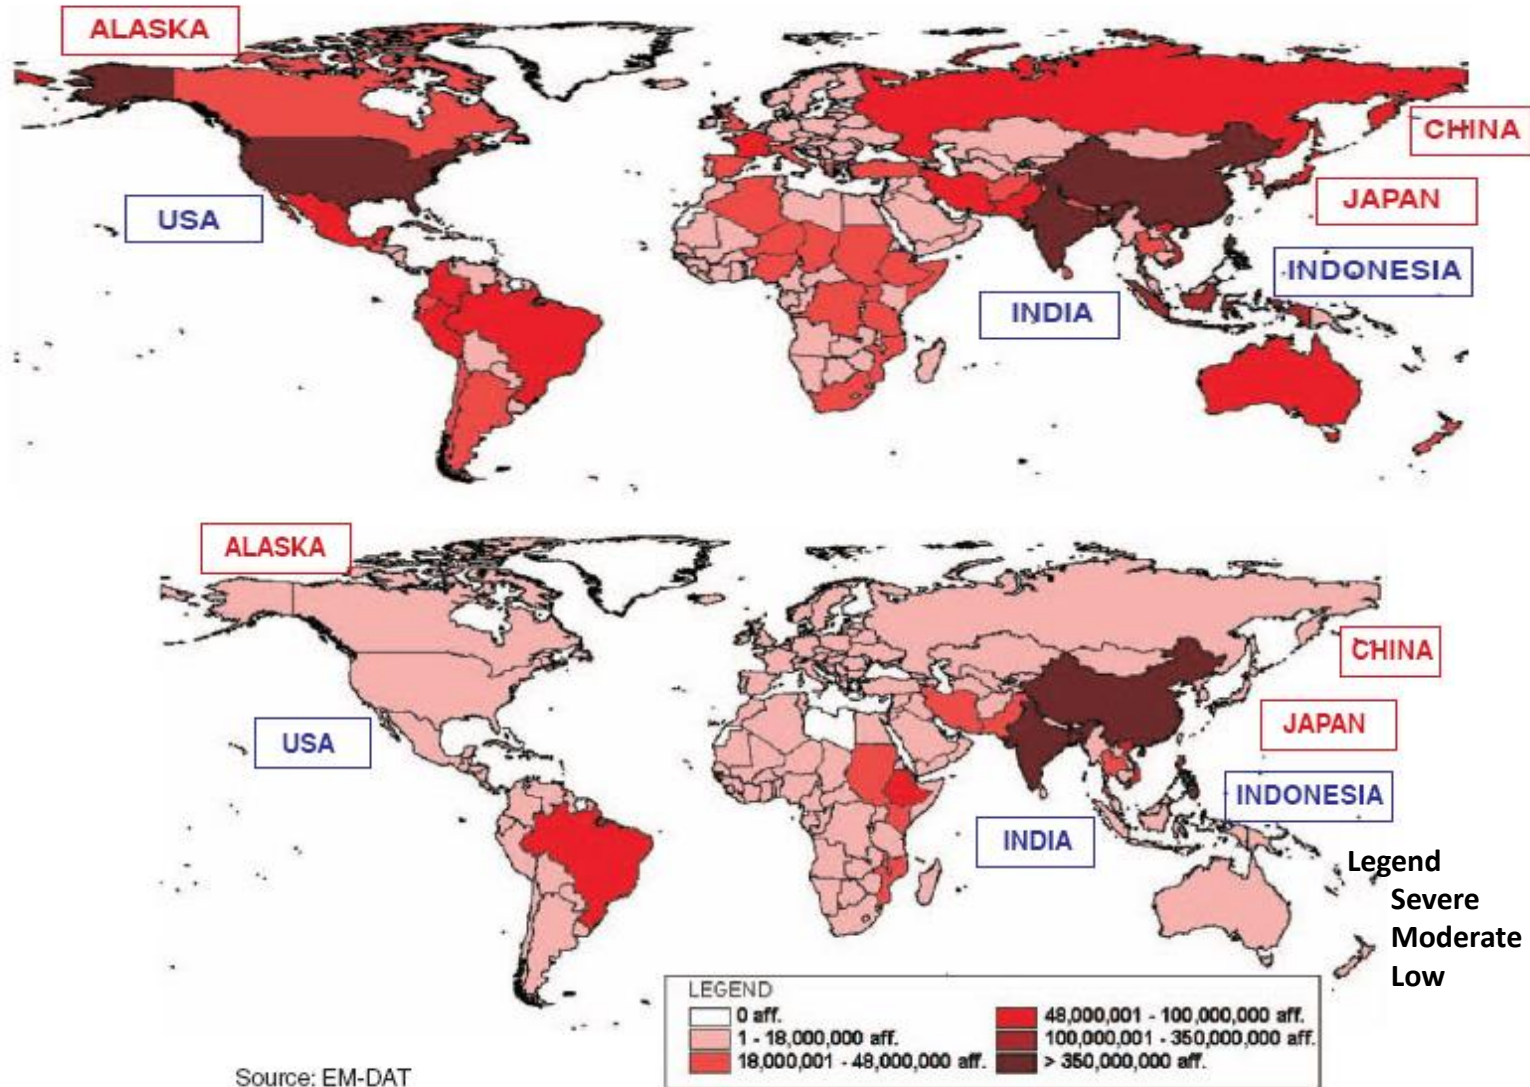 ALASKA
CHINA
JAPAN
USA
INDONESIA
INDIA
ALASKA
CHINA
JAPAN
USA
INDONESIA
INDIA
Legend
Severe
Moderate
Low
LEGEND
0 aff.
1 - 18,000,000 aff.
18,000,001 - 48,000,000 aff.
48,000,001 - 100,000,000 aff.
100,000,001 - 350,000,000 aff.
> 350,000,000 aff.
Source: EM-DAT